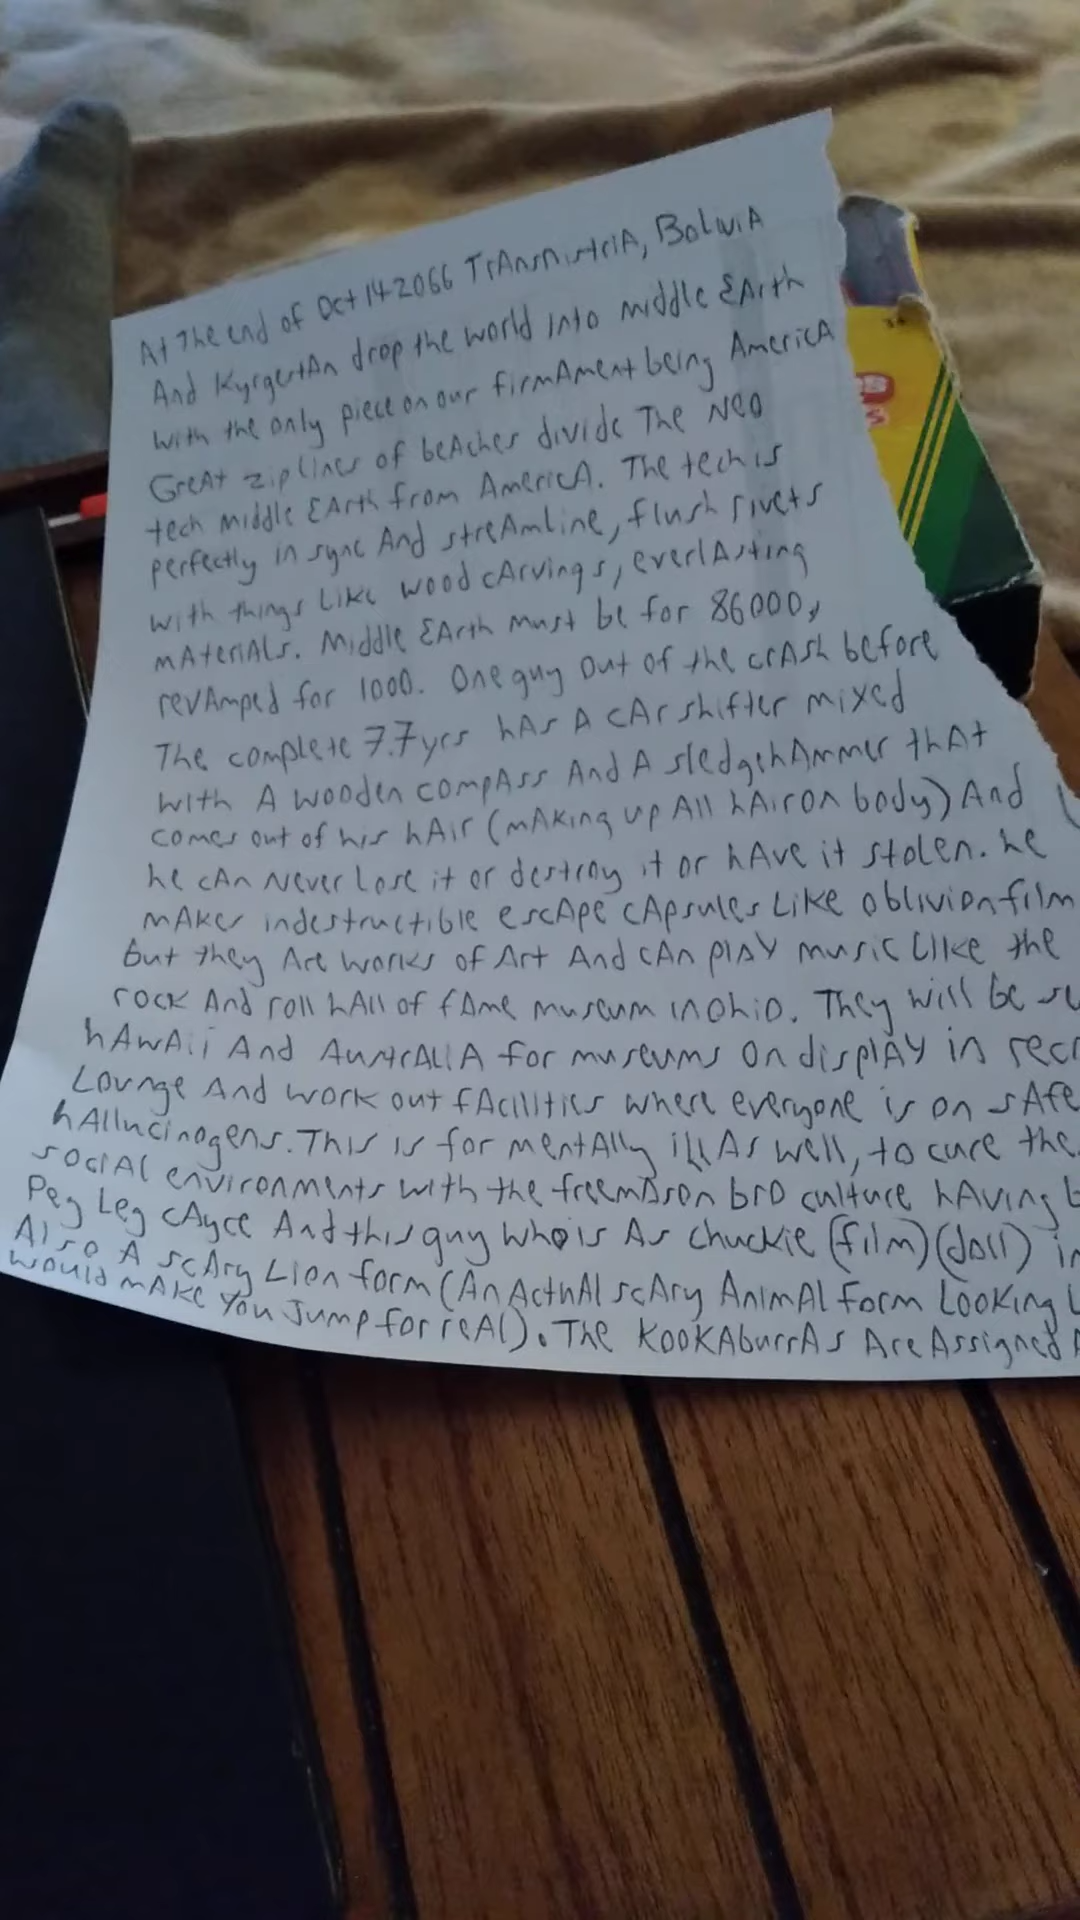 At The end of Oct 14 2066 TrAnsnistriA, BoliviA
And KyrgestAn drop the world into middle EArth
with the only piece on our firmAment being AmericA
GreAt zip lines of beAches divide The Neo
tech middle EArth from AmericA. The tech is
perfectly in sync And streAmline, flush rivets
with things Like wood cArvings, everlAsting
mAteriAls. Middle EArth must be for 86000,
revAmped for 1000. One guy out of the crAsh before
The complete 7.7yrs hAs A cAr shifter mixed
with A wooden compAss And A sledgehAmmer thAt
comes out of his hAir (mAking up All hAir on body) And
he cAn Never lose it or destroy it or hAve it stolen. he
mAkes indestructible escApe cApsules Like oblivion film
but they Are works of Art And cAn plAy music LIke the
rock And roll hAll of fAme museum in ohio. They will be su
hAwAii And AustrALiA for museums on displAy in recr
Lounge And work out fAcilities where everyone is on sAfe
hAllucinogens. This is for mentAlly ill As well, to cure the
sociAl environments with the freemAson bro culture hAving
Peg Leg cAyce And this guy who is As chuckie (film) (doll) in
Also A scAry Lion form (An ActuAl scAry AnimAl form Looking L
would mAke You Jump for reAl). The KookAburrAs Are Assigned